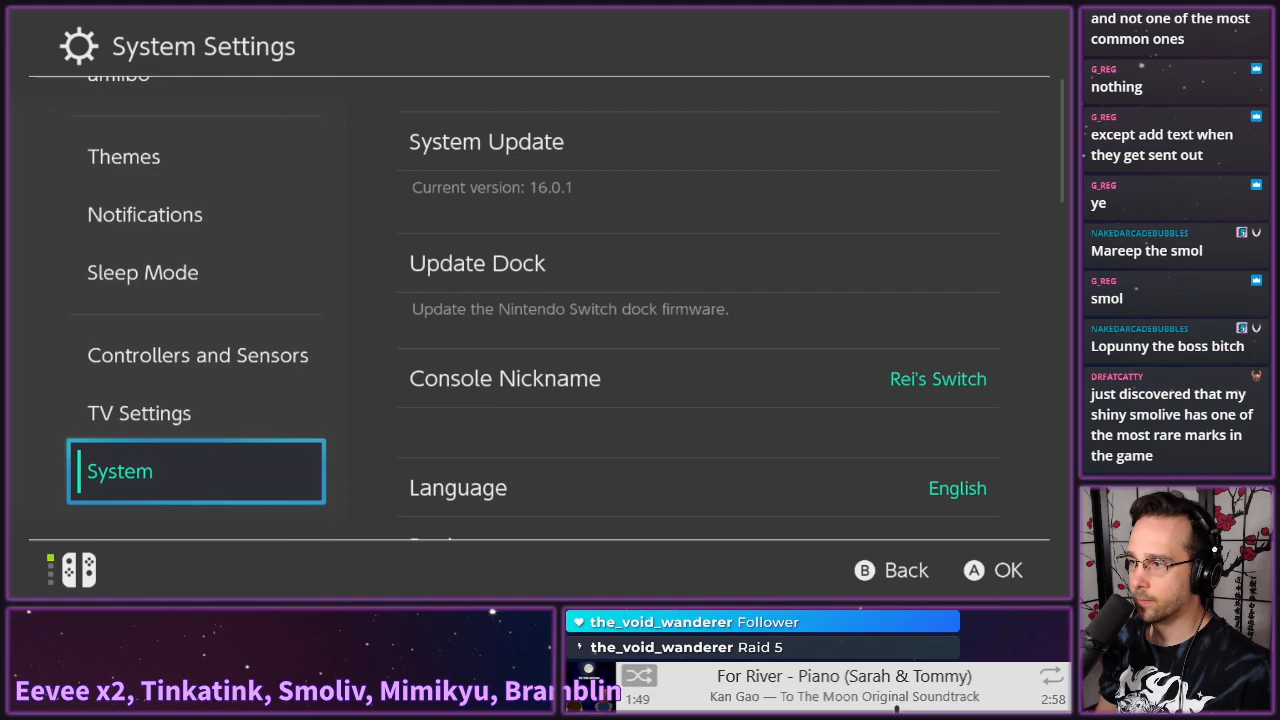 System Settings
amiibo
Themes
Notifications
Sleep Mode
Controllers and Sensors
TV Settings
System
System Update
Current version: 16.0.1
Update Dock
Update the Nintendo Switch dock firmware.
Console Nickname
Rei's Switch
Language
English
B Back
A OK
and not one of the most
common ones
G_REG
nothing
G_REG
except add text when
they get sent out
G_REG
ye
NAKEDARCADEBUBBLES
Mareep the smol
G_REG
smol
NAKEDARCADEBUBBLES
Lopunny the boss bitch
DRFATCATTY
just discovered that my
shiny smolive has one of
the most rare marks in
the game
Eevee x2, Tinkatink, Smoliv, Mimikyu, Bramblin
the_void_wanderer Follower
the_void_wanderer Raid 5
For River - Piano (Sarah & Tommy)
Kan Gao — To The Moon Original Soundtrack
1:49
2:58